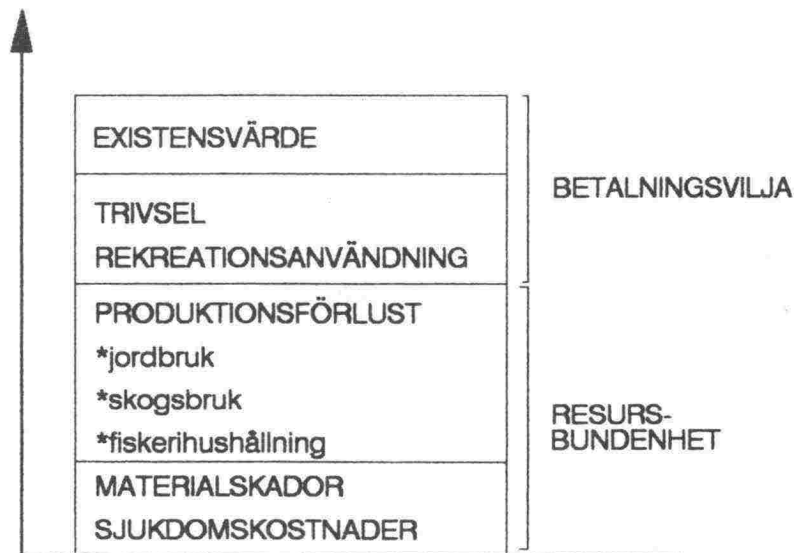 EXISTENSVÄRDE
TRIVSEL
REKREATIONSANVÄNDNING
BETALNINGSVILJA
PRODUKTIONSFÖRLUST
*jordbruk
*skogsbruk
*fiskerihushållning
MATERIALSKADOR
SJUKDOMSKOSTNADER
RESURS-
BUNDENHET